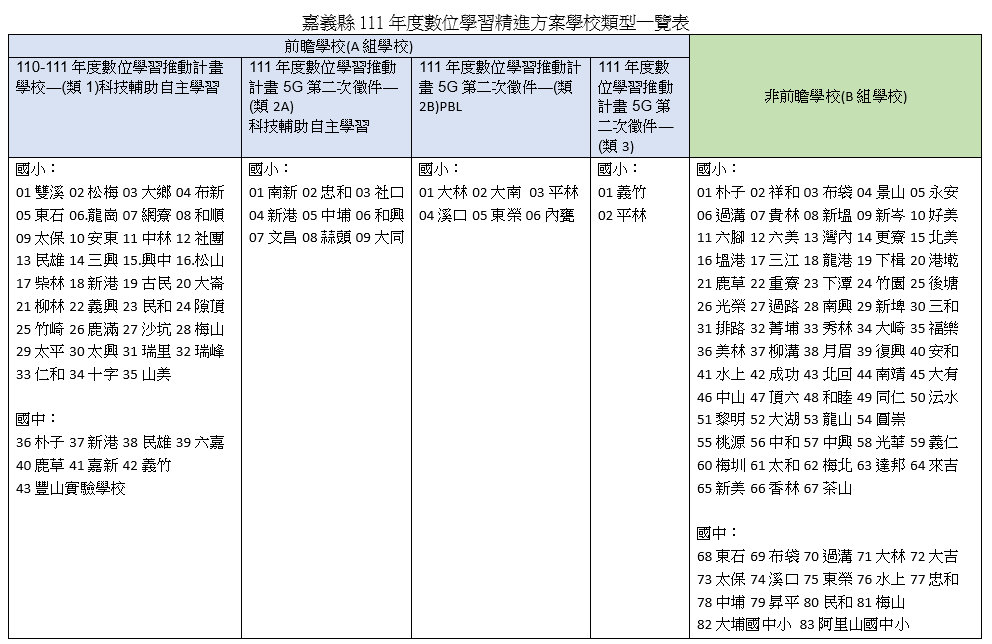 嘉義縣 111 年度數位學習精進方案學校類型一覽表
前瞻學校(A 組學校)
非前瞻學校(B 組學校)
110-111 年度數位學習推動計畫
學校—(類 1)科技輔助自主學習
111 年度數位學習推動
計畫 5G 第二次徵件—
(類 2A)
科技輔助自主學習
111 年度數位學習推動計
畫 5G 第二次徵件—(類
2B)PBL
111 年度數
位學習推動
計畫 5G 第
二次徵件—
(類 3)
國小：
01 雙溪 02 松梅 03 大鄉 04 布新
05 東石 06.龍崗 07 網寮 08 和順
09 太保 10 安東 11 中林 12 社團
13 民雄 14 三興 15.興中 16.松山
17 柴林 18 新港 19 古民 20 大崙
21 柳林 22 義興 23 民和 24 隙頂
25 竹崎 26 鹿滿 27 沙坑 28 梅山
29 太平 30 太興 31 瑞里 32 瑞峰
33 仁和 34 十字 35 山美
國中：
36 朴子 37 新港 38 民雄 39 六嘉
40 鹿草 41 嘉新 42 義竹
43 豐山實驗學校
國小：
01 南新 02 忠和 03 社口
04 新港 05 中埔 06 和興
07 文昌 08 蒜頭 09 大同
國小：
01 大林 02 大南 03 平林
04 溪口 05 東榮 06 內甕
國小：
01 義竹
02 平林
國小：
01 朴子 02 祥和 03 布袋 04 景山 05 永安
06 過溝 07 貴林 08 新塭 09 新岑 10 好美
11 六腳 12 六美 13 灣內 14 更寮 15 北美
16 塭港 17 三江 18 龍港 19 下楫 20 港墘
21 鹿草 22 重寮 23 下潭 24 竹園 25 後塘
26 光榮 27 過路 28 南興 29 新埤 30 三和
31 排路 32 菁埔 33 秀林 34 大崎 35 福樂
36 美林 37 柳溝 38 月眉 39 復興 40 安和
41 水上 42 成功 43 北回 44 南靖 45 大有
46 中山 47 頂六 48 和睦 49 同仁 50 沄水
51 黎明 52 大湖 53 龍山 54 圓崇
55 桃源 56 中和 57 中興 58 光華 59 義仁
60 梅圳 61 太和 62 梅北 63 達邦 64 來吉
65 新美 66 香林 67 茶山
國中：
68 東石 69 布袋 70 過溝 71 大林 72 大吉
73 太保 74 溪口 75 東榮 76 水上 77 忠和
78 中埔 79 昇平 80 民和 81 梅山
82 大埔國中小 83 阿里山國中小